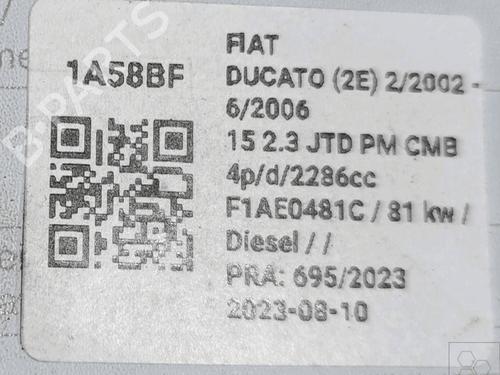 1A58BF
FIAT
DUCATO (2E) 2/2002 -
6/2006
15 2.3 JTD PM CMB
4p/d/2286cc
F1AE0481C / 81 kw /
Diesel / /
PRA: 695/2023
2023-08-10
B-PARTS